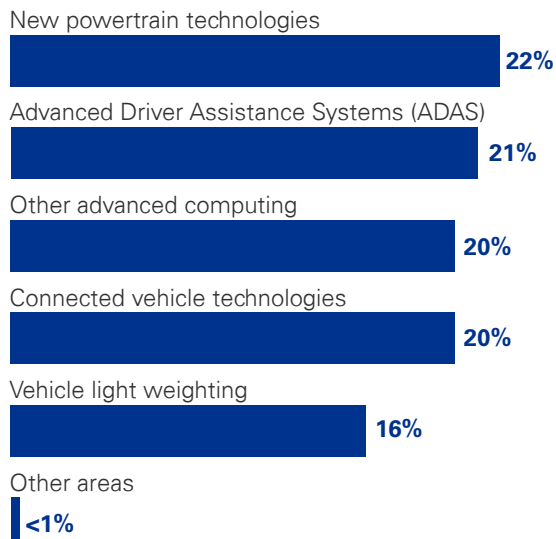 New powertrain technologies
22%
Advanced Driver Assistance Systems (ADAS)
21%
Other advanced computing
20%
Connected vehicle technologies
20%
Vehicle light weighting
16%
Other areas
<1%